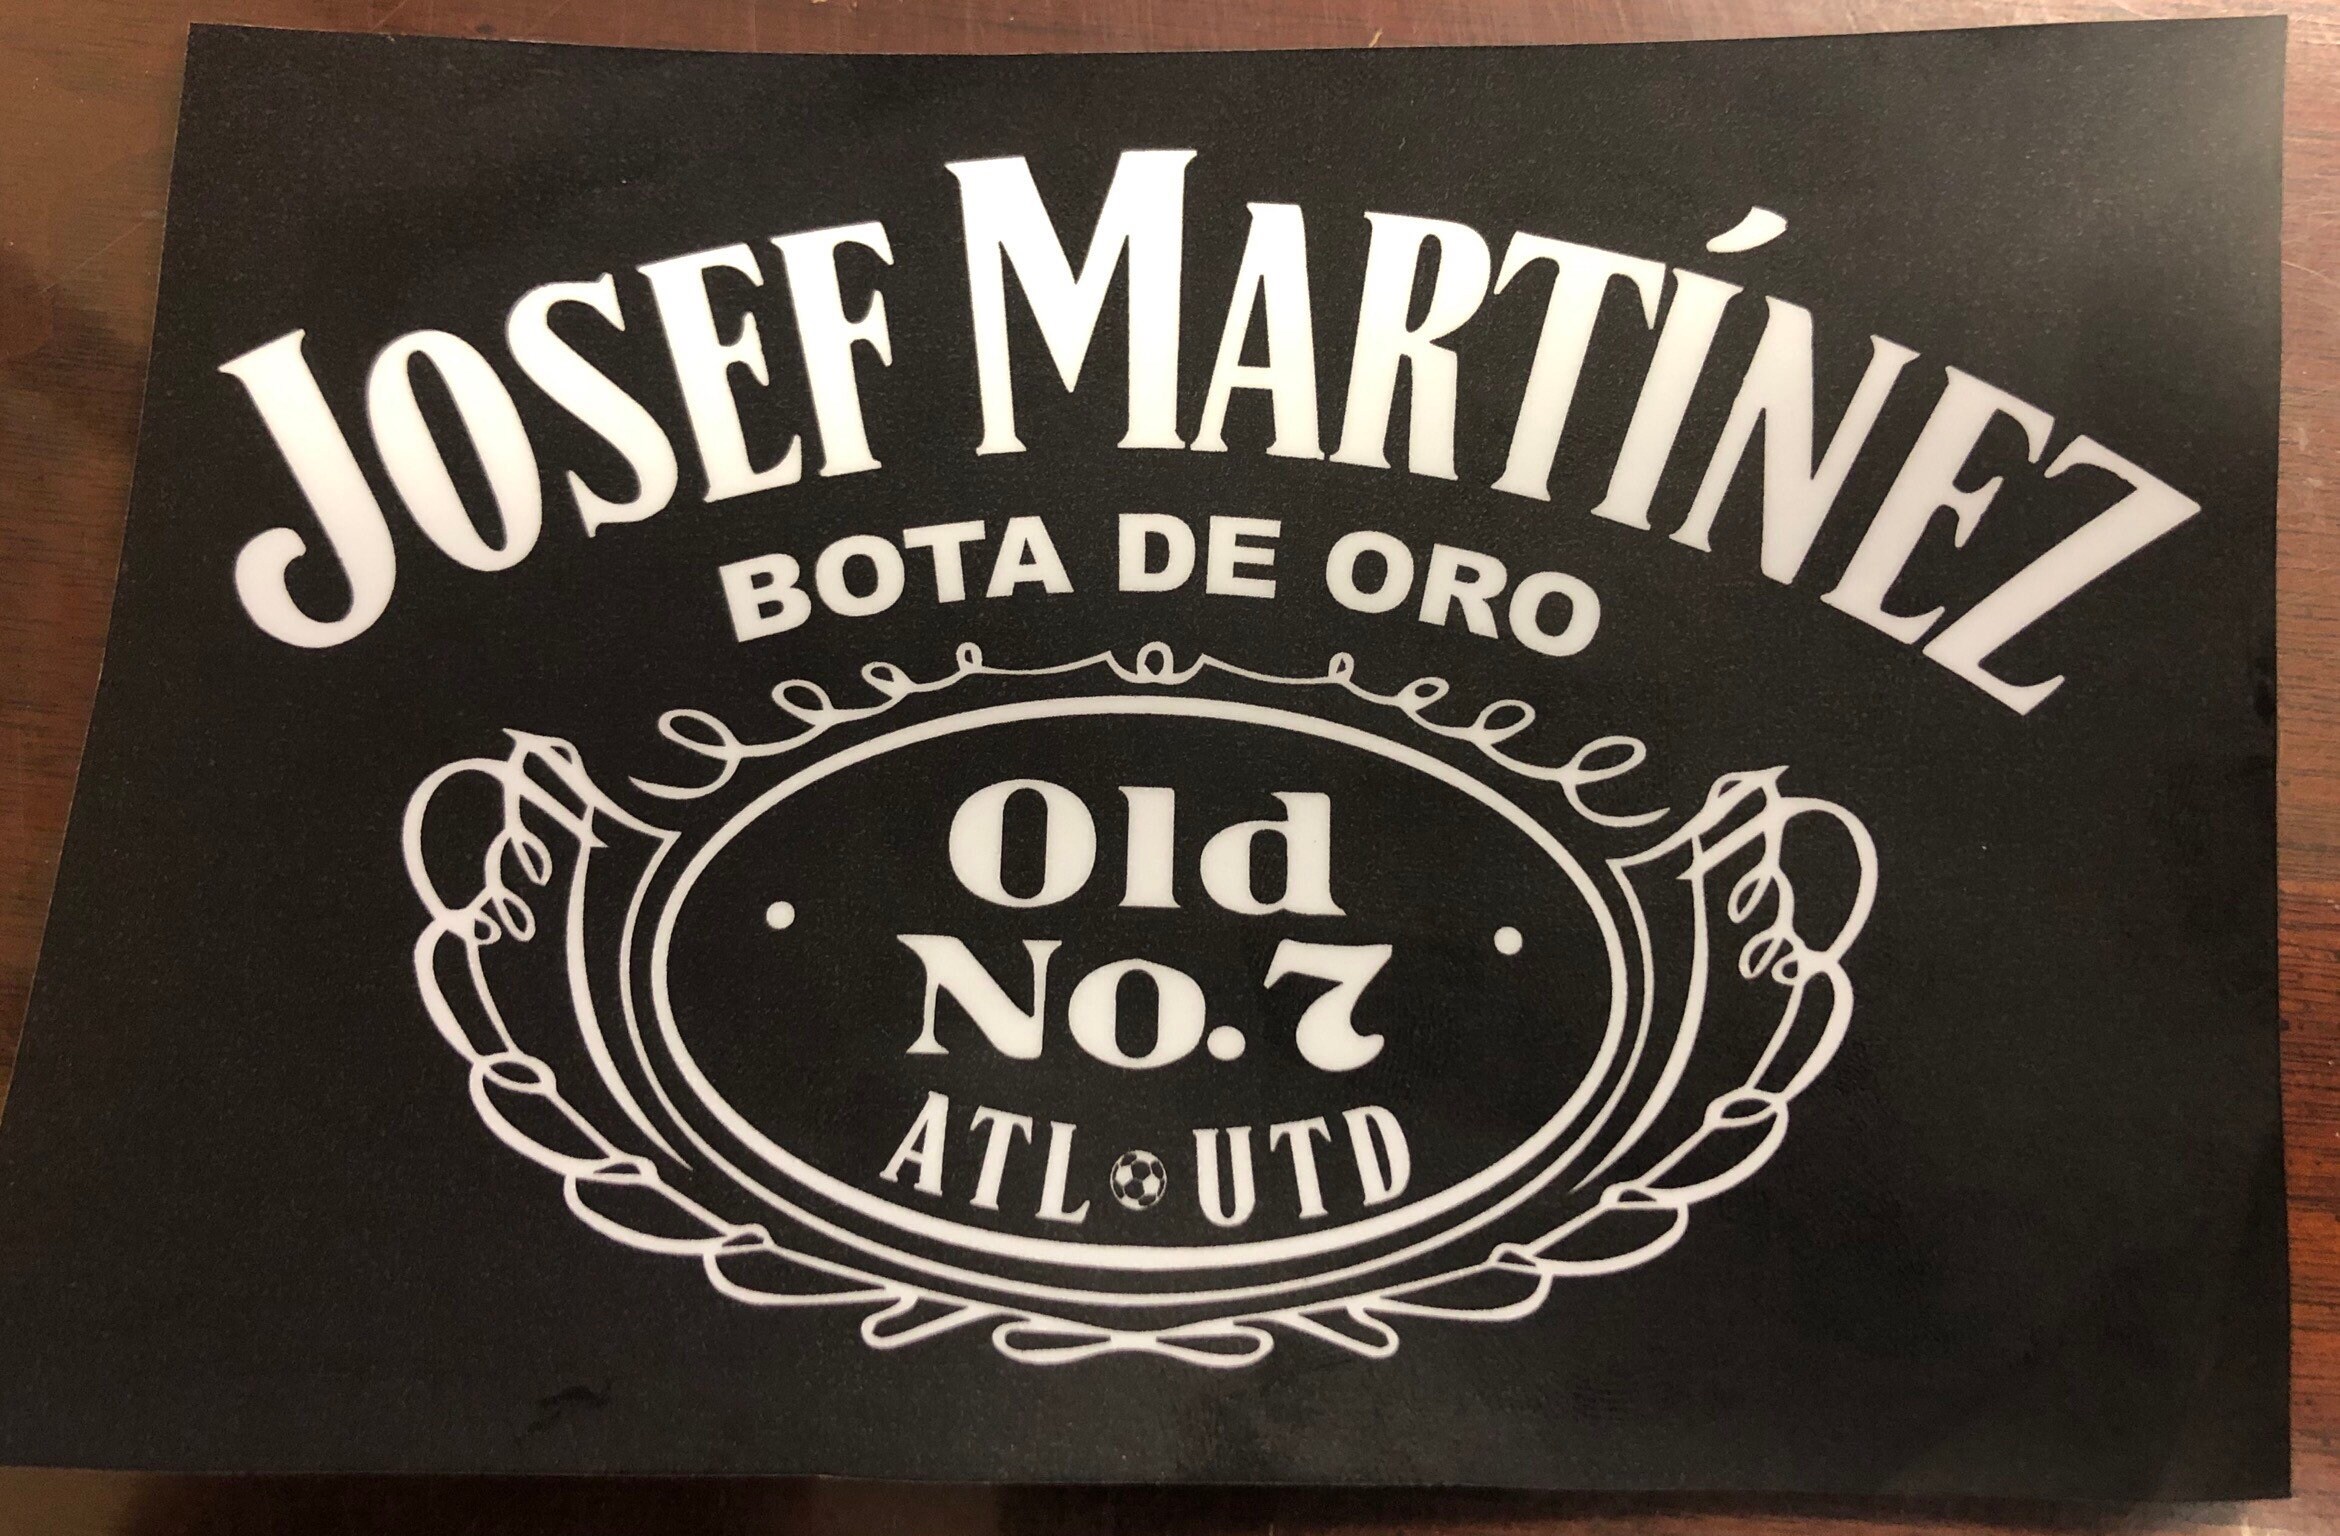 JOSEF MARTÍNEZ
BOTA DE ORO
Old
No.7
ATL UTD